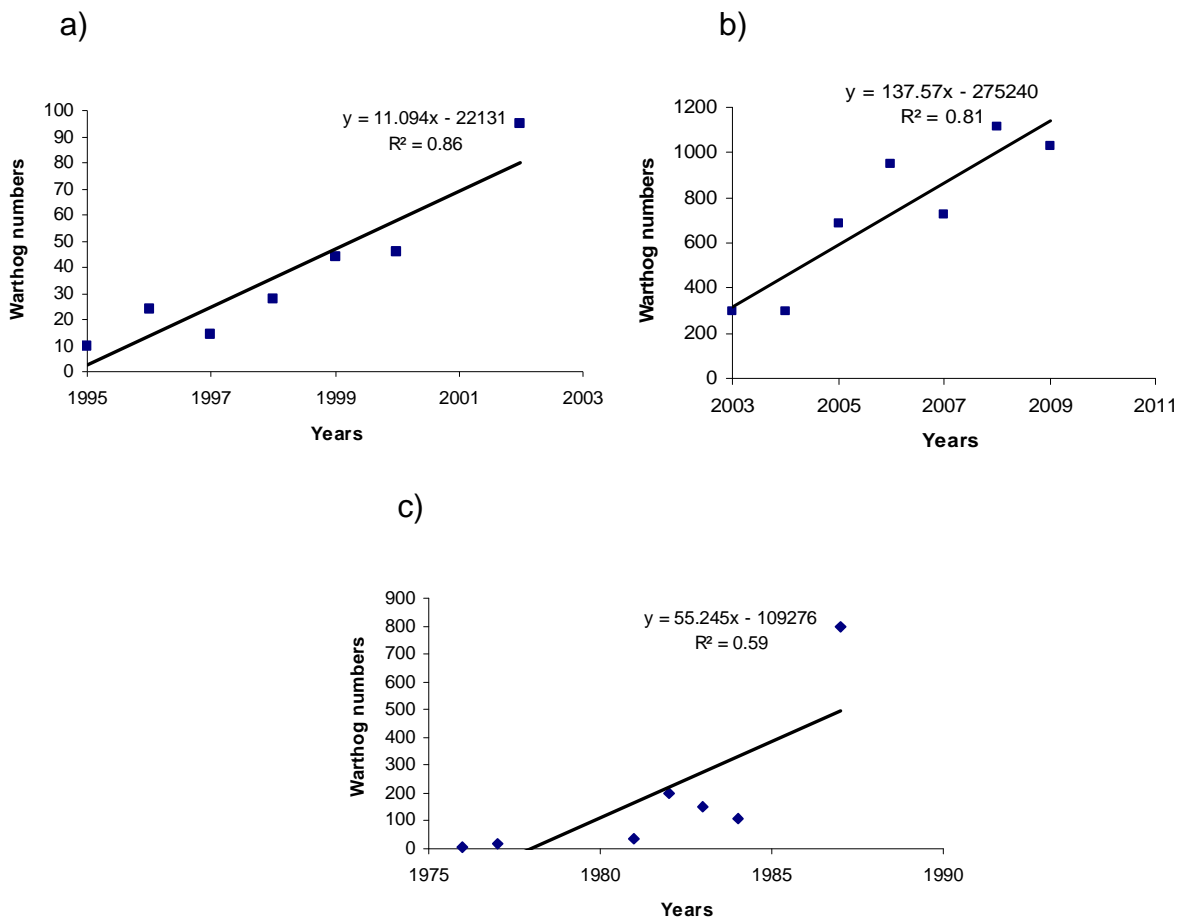 a)
y = 11.094x - 22131
R² = 0.86
100
90
80
70
60
50
40
30
20
10
0
Warthog numbers
1995 1997 1999 2001 2003
Years
b)
y = 137.57x - 275240
R² = 0.81
1200
1000
800
600
400
200
0
Warthog numbers
2003 2005 2007 2009 2011
Years
c)
y = 55.245x - 109276
R² = 0.59
900
800
700
600
500
400
300
200
100
0
Warthog numbers
1975 1980 1985 1990
Years